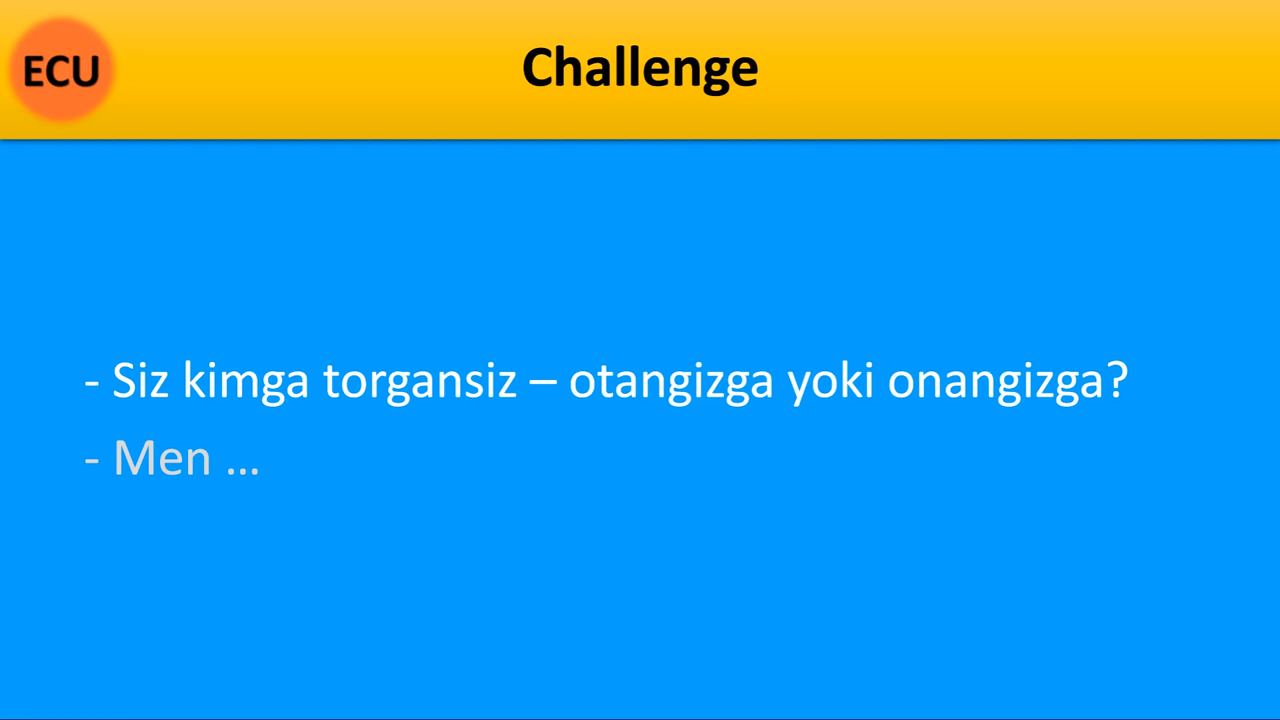 ECU
Challenge
- Siz kimga torgansiz – otangizga yoki onangizga?
- Men …